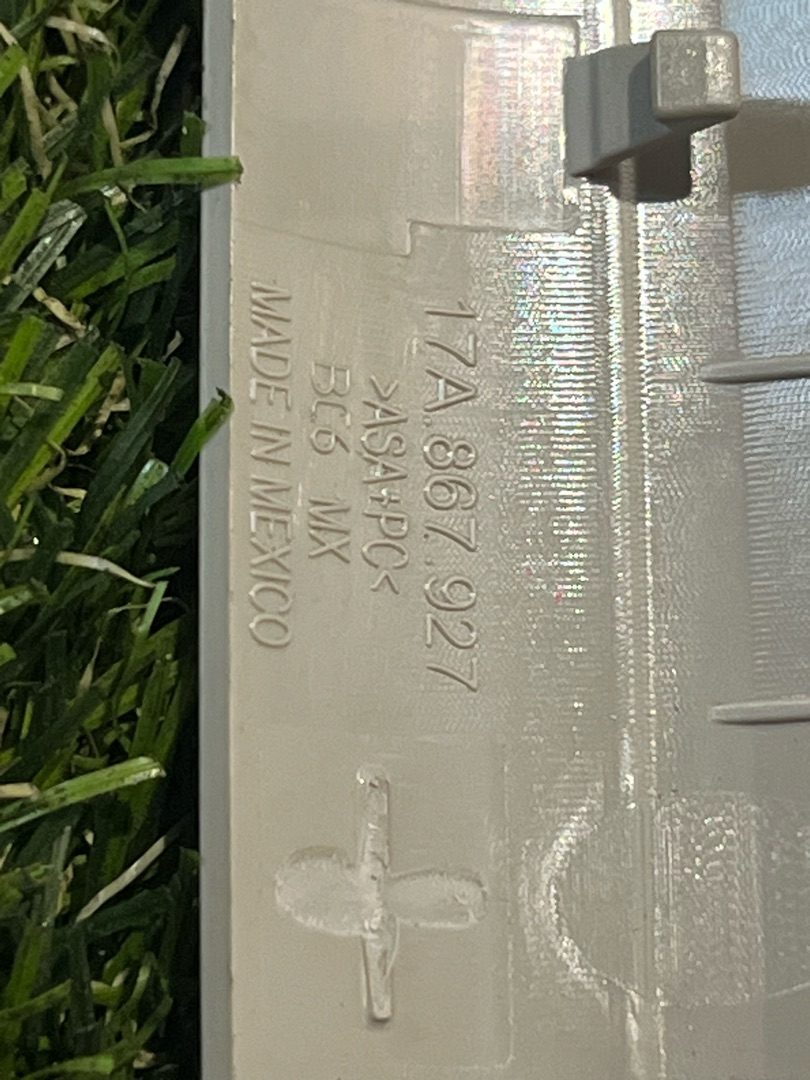 17A.867.927
>ASA+PC<
BC6 MX
MADE IN MEXICO